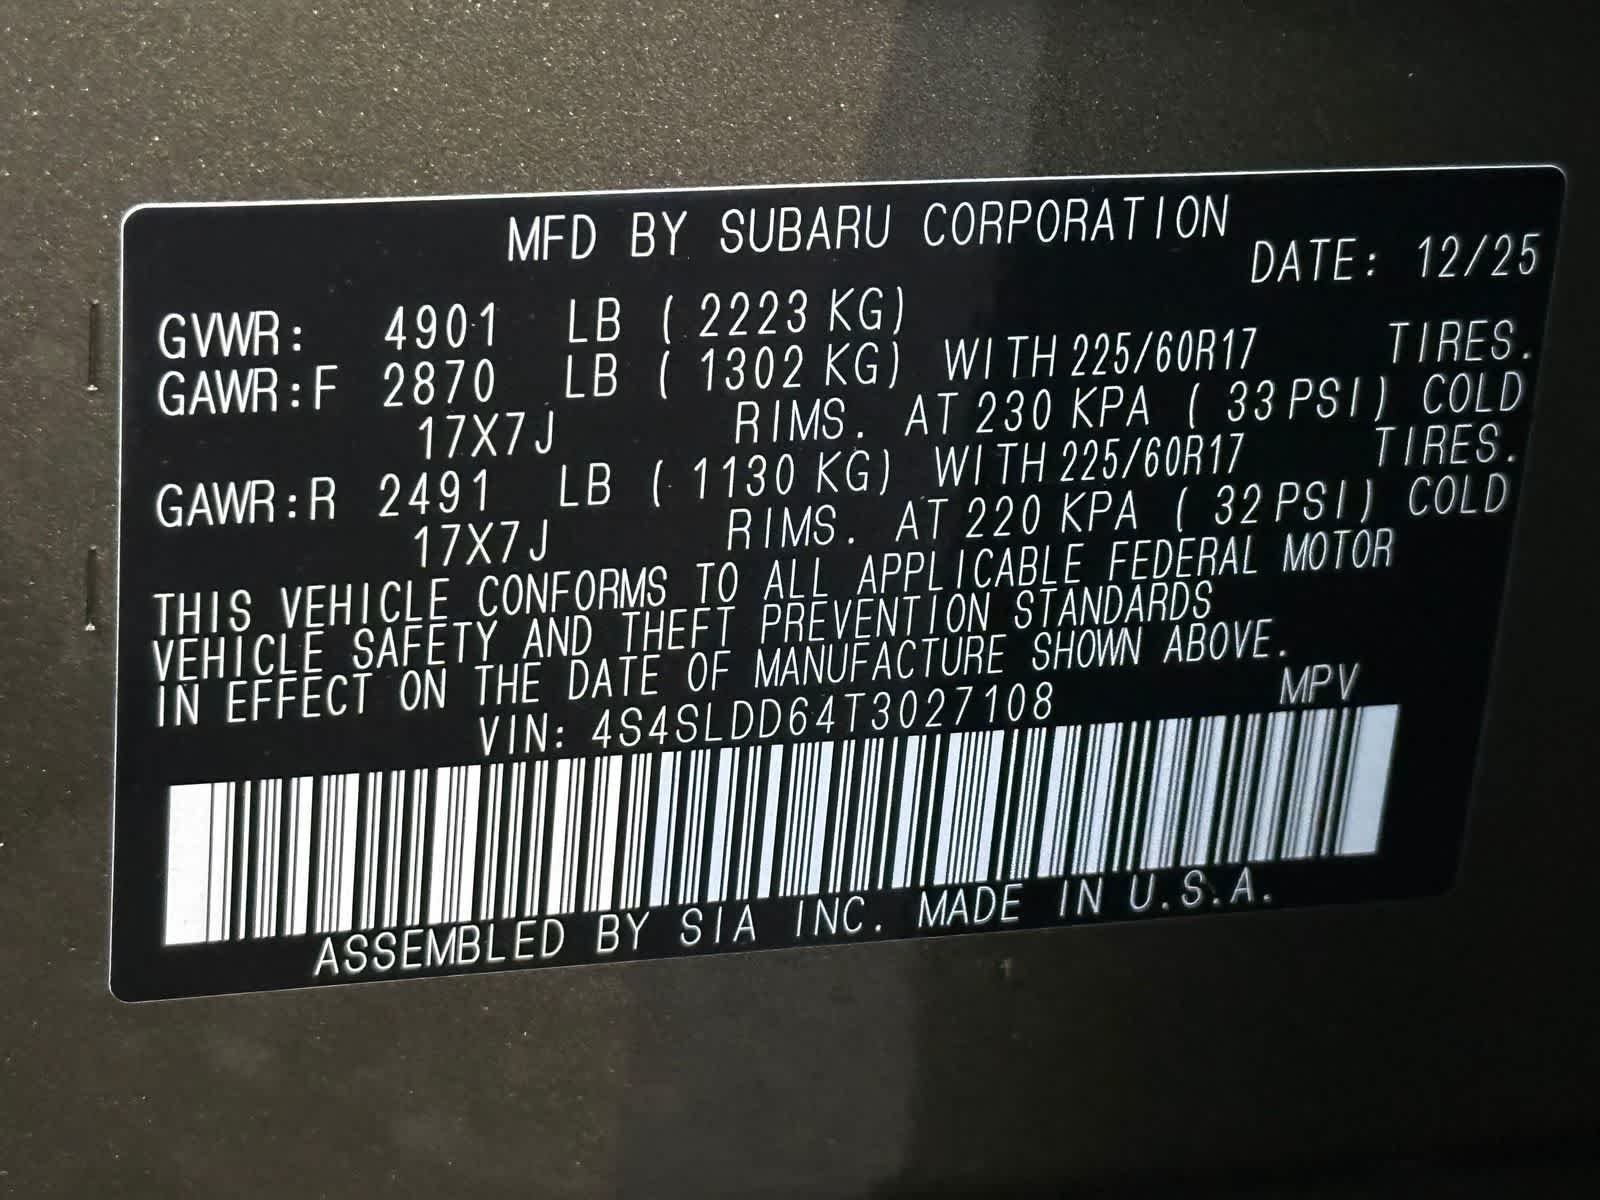 MFD BY SUBARU CORPORATION
DATE: 12/25
GVWR: 4901 LB ( 2223 KG)
GAWR:F 2870 LB ( 1302 KG) WITH 225/60R17 TIRES.
17X7J RIMS. AT 230 KPA ( 33 PSI) COLD
GAWR:R 2491 LB ( 1130 KG) WITH 225/60R17 TIRES.
17X7J RIMS. AT 220 KPA ( 32 PSI) COLD
THIS VEHICLE CONFORMS TO ALL APPLICABLE FEDERAL MOTOR
VEHICLE SAFETY AND THEFT PREVENTION STANDARDS
IN EFFECT ON THE DATE OF MANUFACTURE SHOWN ABOVE.
VIN: 4S4SLDD64T3027108 MPV
ASSEMBLED BY SIA INC. MADE IN U.S.A.